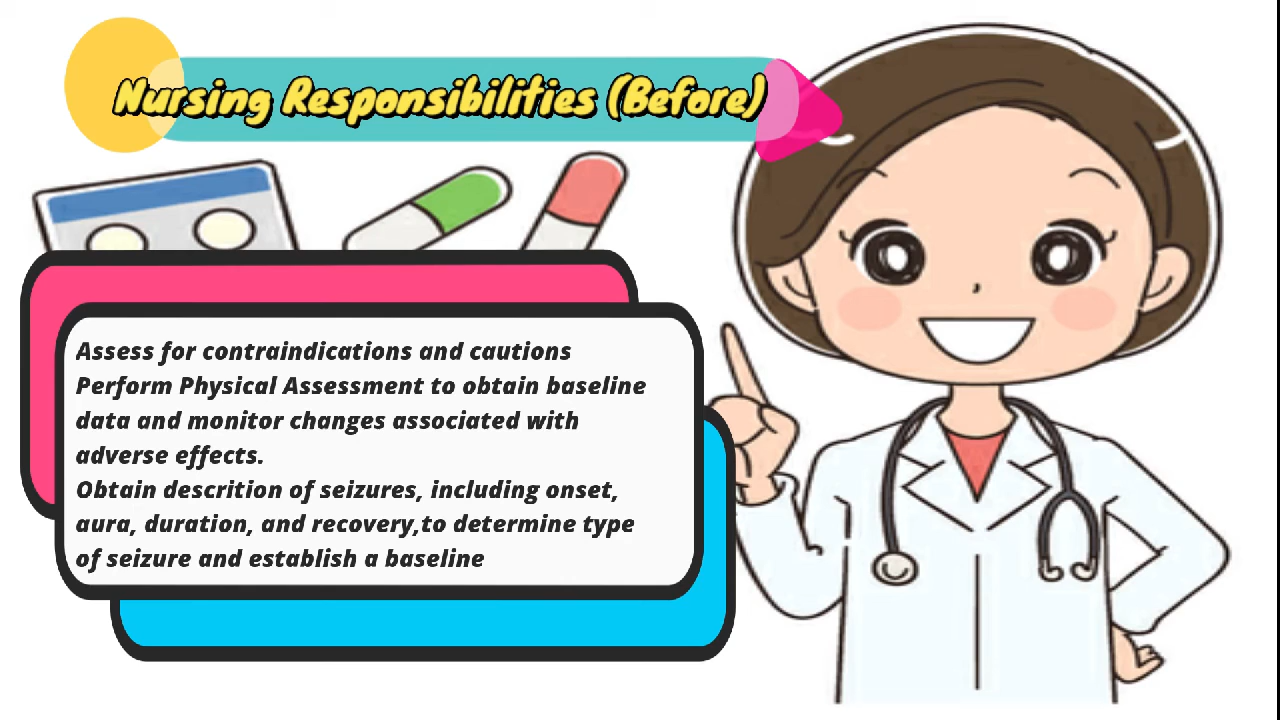 Nursing Responsibilities (Before)
Assess for contraindications and cautions
Perform Physical Assessment to obtain baseline
data and monitor changes associated with
adverse effects.
Obtain descrition of seizures, including onset,
aura, duration, and recovery,to determine type
of seizure and establish a baseline